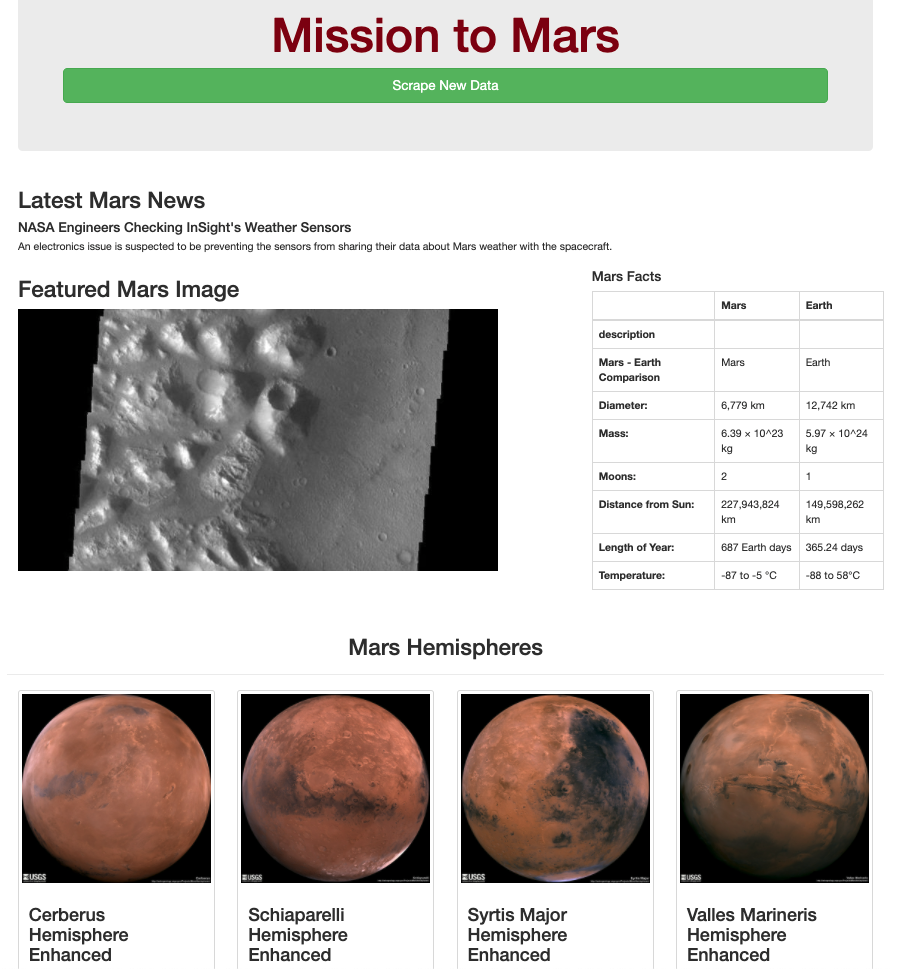 Mission to Mars
Scrape New Data
Latest Mars News
NASA Engineers Checking InSight's Weather Sensors
An electronics issue is suspected to be preventing the sensors from sharing their data about Mars weather with the spacecraft.
Featured Mars Image
Mars Facts
Mars Earth
description
Mars - Earth Comparison Mars Earth
Diameter: 6,779 km 12,742 km
Mass: 6.39 × 10^23 kg 5.97 × 10^24 kg
Moons: 2 1
Distance from Sun: 227,943,824 km 149,598,262 km
Length of Year: 687 Earth days 365.24 days
Temperature: -87 to -5 °C -88 to 58°C
Mars Hemispheres
USGS
USGS
USGS
USGS
Cerberus
Hemisphere
Enhanced
Schiaparelli
Hemisphere
Enhanced
Syrtis Major
Hemisphere
Enhanced
Valles Marineris
Hemisphere
Enhanced